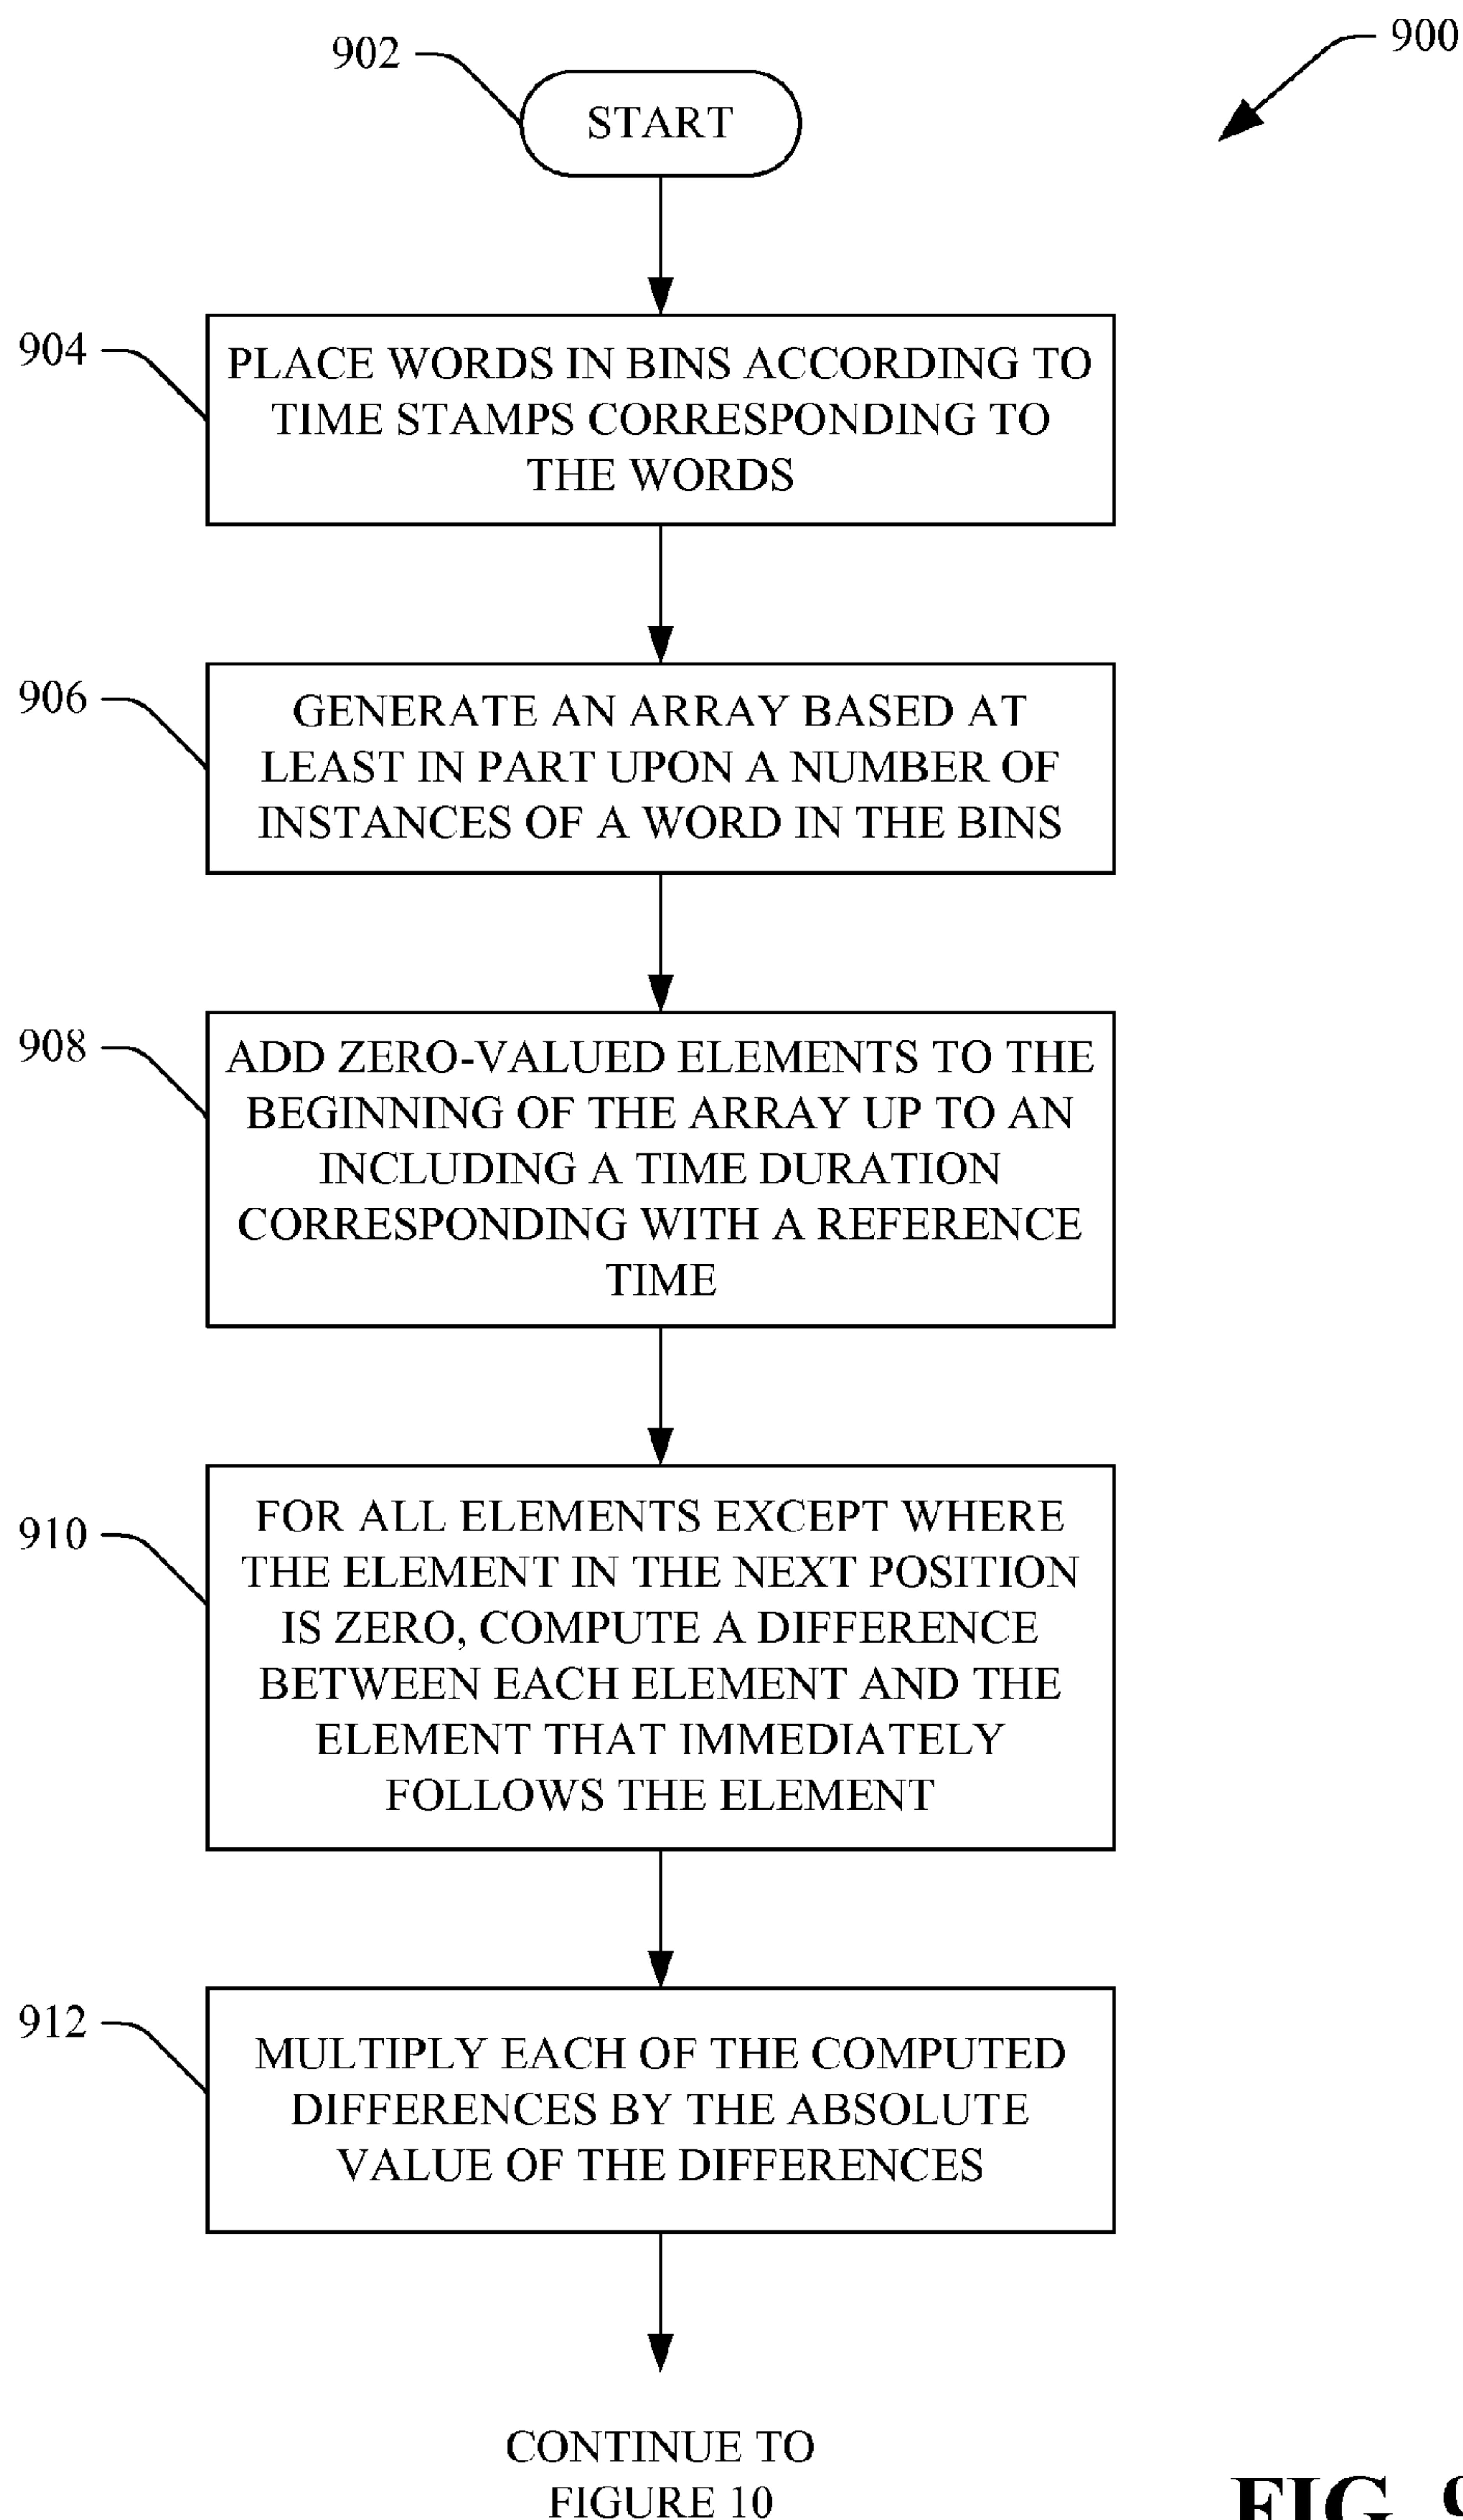 902
900
START
904
PLACE WORDS IN BINS ACCORDING TO
TIME STAMPS CORRESPONDING TO
THE WORDS
906
GENERATE AN ARRAY BASED AT
LEAST IN PART UPON A NUMBER OF
INSTANCES OF A WORD IN THE BINS
908
ADD ZERO-VALUED ELEMENTS TO THE
BEGINNING OF THE ARRAY UP TO AN
INCLUDING A TIME DURATION
CORRESPONDING WITH A REFERENCE
TIME
910
FOR ALL ELEMENTS EXCEPT WHERE
THE ELEMENT IN THE NEXT POSITION
IS ZERO, COMPUTE A DIFFERENCE
BETWEEN EACH ELEMENT AND THE
ELEMENT THAT IMMEDIATELY
FOLLOWS THE ELEMENT
912
MULTIPLY EACH OF THE COMPUTED
DIFFERENCES BY THE ABSOLUTE
VALUE OF THE DIFFERENCES
CONTINUE TO
FIGURE 10
FIG. 9